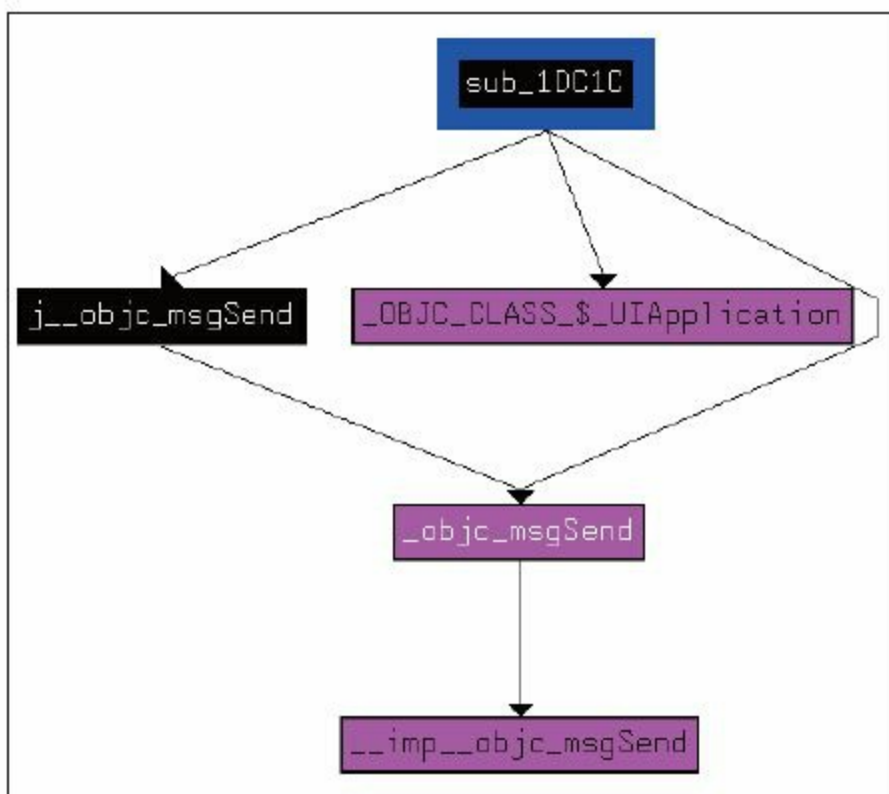 sub_1DC1C
j__objc_msgSend
_OBJC_CLASS_$_UIApplication
_objc_msgSend
__imp__objc_msgSend